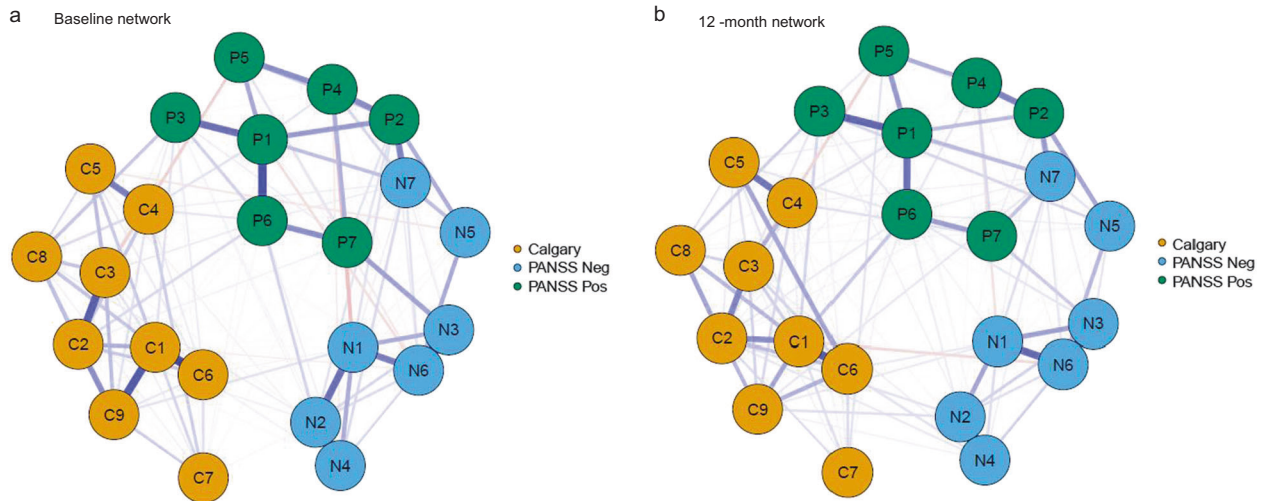 a
Baseline network
P5
P4
P3
P2
P1
C5
N7
C4
P6
N5
P7
C8
C3
N3
C2
C1
N1
N6
C6
C9
N2
N4
C7
Calgary
PANSS Neg
PANSS Pos
b
12 -month network
P5
P4
P3
P2
P1
C5
N7
C4
P6
N5
P7
C8
C3
N3
C2
C1
N1
N6
C6
C9
N2
N4
C7
Calgary
PANSS Neg
PANSS Pos